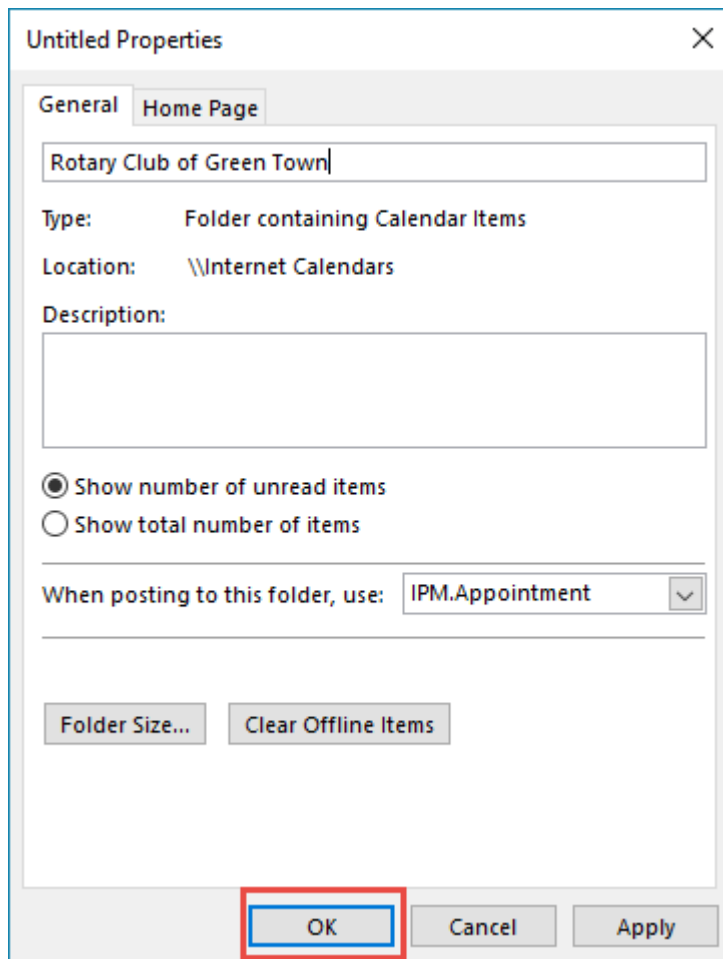 Untitled Properties
General Home Page
Rotary Club of Green Town
Type: Folder containing Calendar Items
Location: \\Internet Calendars
Description:
Show number of unread items
Show total number of items
When posting to this folder, use: IPM.Appointment
Folder Size... Clear Offline Items
OK Cancel Apply